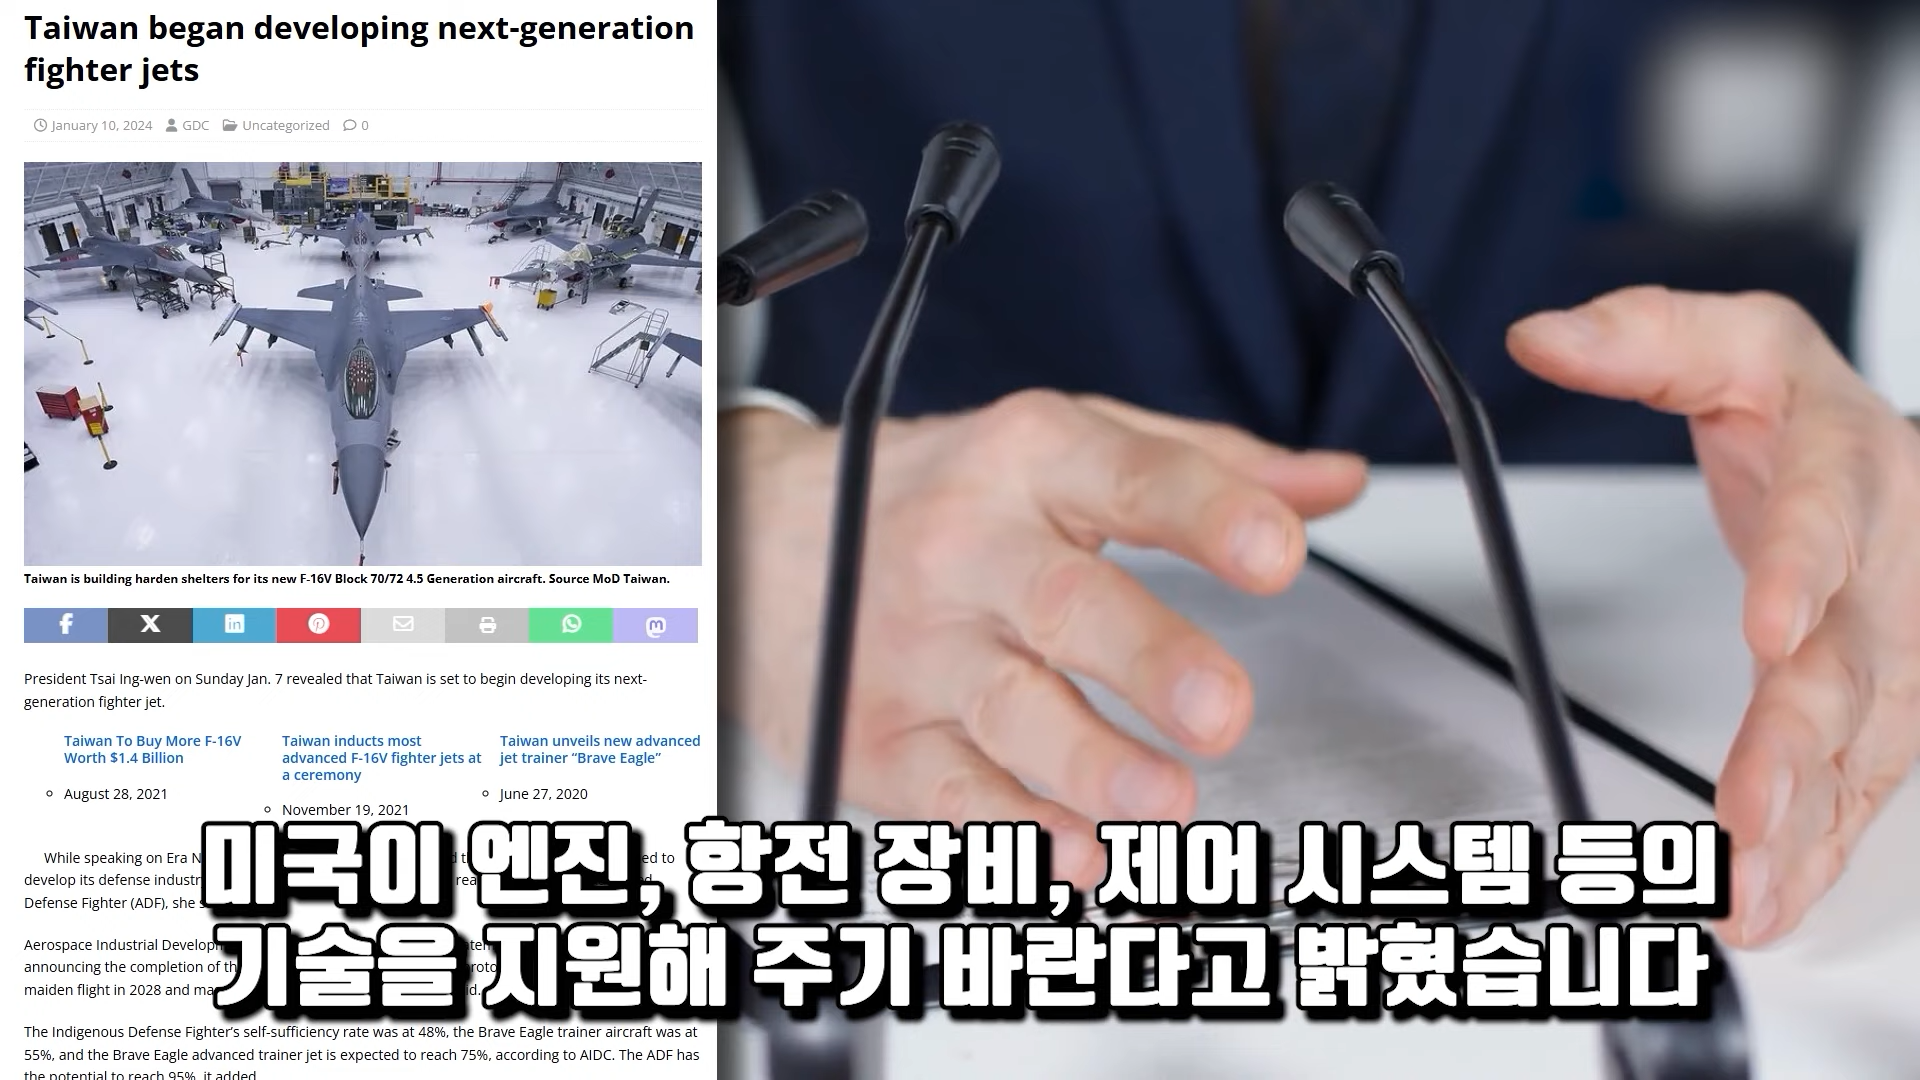 Taiwan began developing next-generation
fighter jets
January 10, 2024 GDC Uncategorized 0
Taiwan is building harden shelters for its new F-16V Block 70/72 4.5 Generation aircraft. Source MoD Taiwan.
President Tsai Ing-wen on Sunday Jan. 7 revealed that Taiwan is set to begin developing its next-
generation fighter jet.
Taiwan To Buy More F-16V
Worth $1.4 Billion
August 28, 2021
Taiwan inducts most
advanced F-16V fighter jets at
a ceremony
November 19, 2021
Taiwan unveils new advanced
jet trainer “Brave Eagle”
June 27, 2020
While speaking on Era
develop its defense
Defense Fighter (ADF), she
Aerospace Industrial
announcing the completion of
maiden flight in 2028 and
The Indigenous Defense Fighter’s self-sufficiency rate was at 48%, the Brave Eagle trainer aircraft was at
55%, and the Brave Eagle advanced trainer jet is expected to reach 75%, according to AIDC. The ADF has
the potential to reach 95%, it added.
미국이 엔진, 항전 장비, 제어 시스템 등의
기술을 지원해 주기 바란다고 밝혔습니다